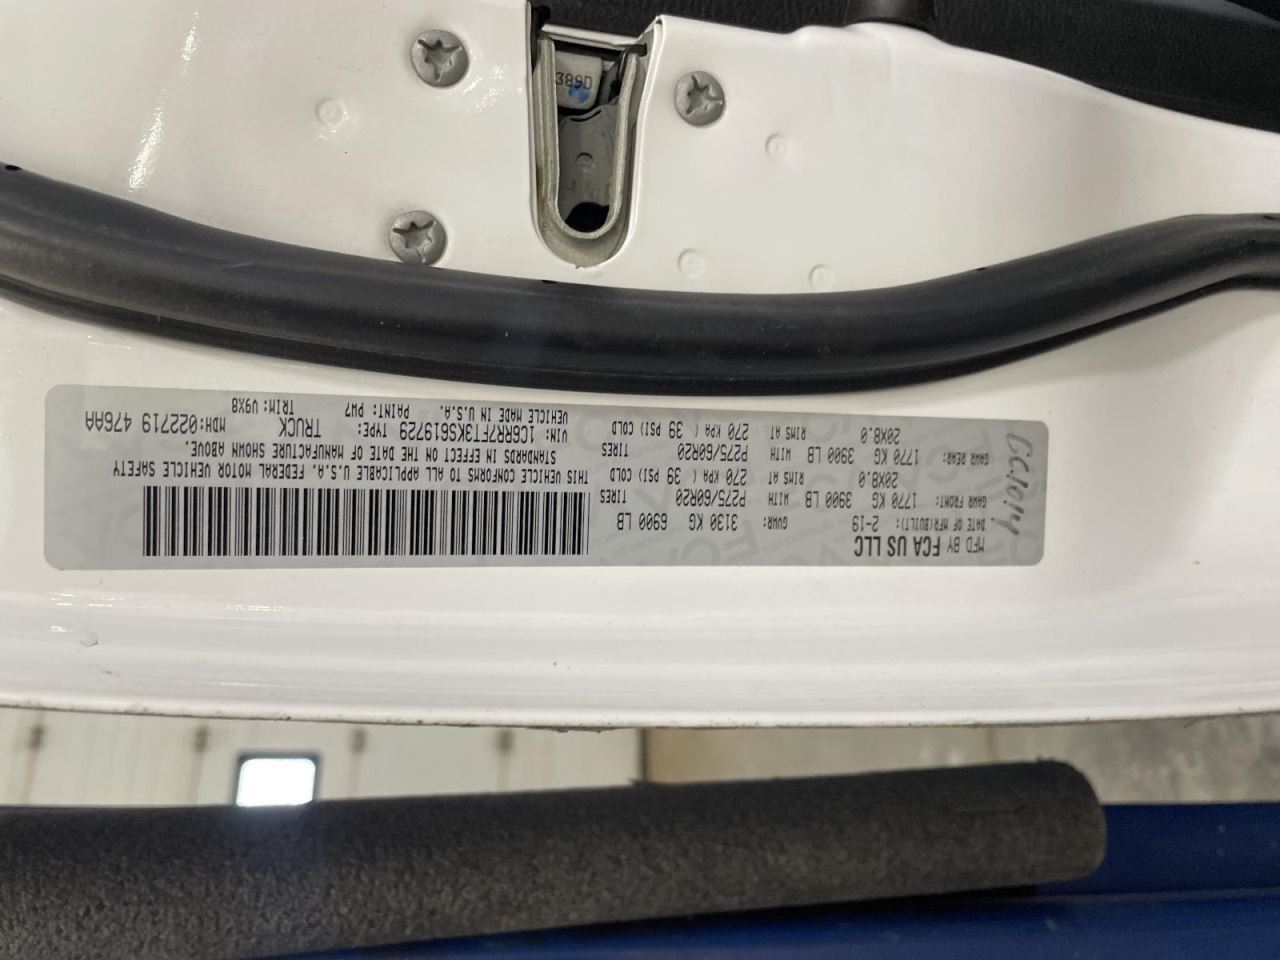 389D
MFD BY FCA US LLC
DATE OF MFR(BUILT): 2-19 GVWR: 3130 KG 6900 LB
GAWR FRONT: 1770 KG 3900 LB WITH P275/60R20 TIRES
20X8.0 RIMS AT 270 KPA ( 39 PSI) COLD
GAWR REAR: 1770 KG 3900 LB WITH P275/60R20 TIRES
20X8.0 RIMS AT 270 KPA ( 39 PSI) COLD
THIS VEHICLE CONFORMS TO ALL APPLICABLE U.S.A. FEDERAL MOTOR VEHICLE SAFETY
STANDARDS IN EFFECT ON THE DATE OF MANUFACTURE SHOWN ABOVE.
VIN: 1C6RR7FT3KS619729 TYPE: TRUCK MDH:022719 476AA
VEHICLE MADE IN U.S.A. PAINT: PW7 TRIM: V9X8